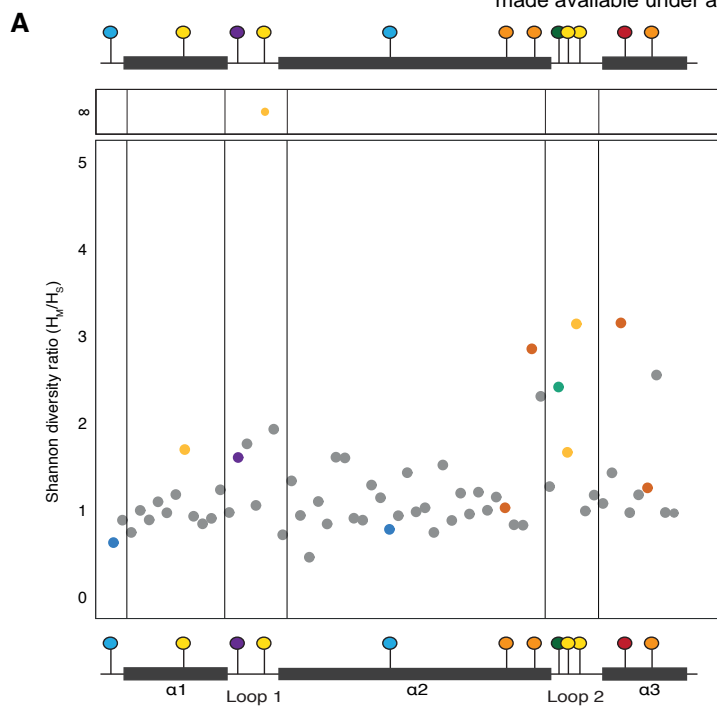 made available under a
A
∞
5
4
3
2
1
0
Shannon diversity ratio (HM/HS)
α1
Loop 1
α2
Loop 2
α3